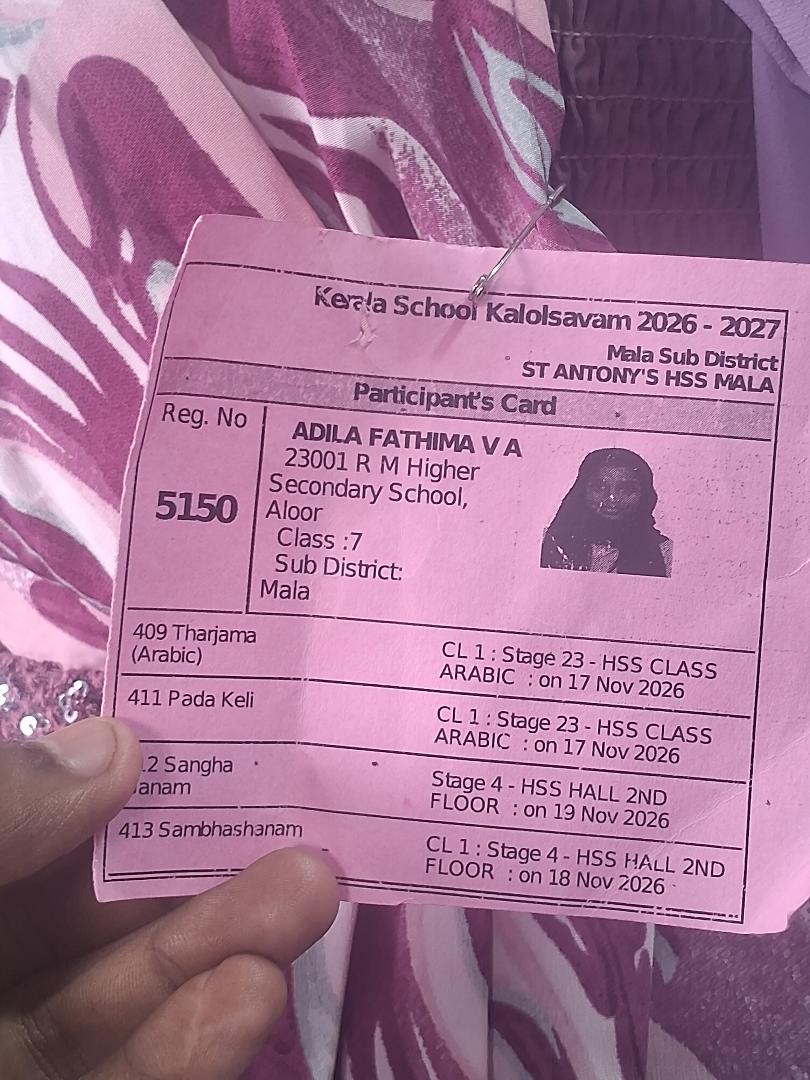 Kerala School Kalolsavam 2026 - 2027
Mala Sub District
ST ANTONY'S HSS MALA
Participant's Card
Reg. No
5150
ADILA FATHIMA V A
23001 R M Higher
Secondary School,
Aloor
Class :7
Sub District:
Mala
409 Tharjama
(Arabic)
CL 1 : Stage 23 - HSS CLASS
ARABIC : on 17 Nov 2026
411 Pada Keli
CL 1 : Stage 23 - HSS CLASS
ARABIC : on 17 Nov 2026
Sangha
Stage 4 - HSS HALL 2ND
FLOOR : on 19 Nov 2026
413 Sambhashanam
CL 1 : Stage 4 - HSS HALL 2ND
FLOOR : on 18 Nov 2026